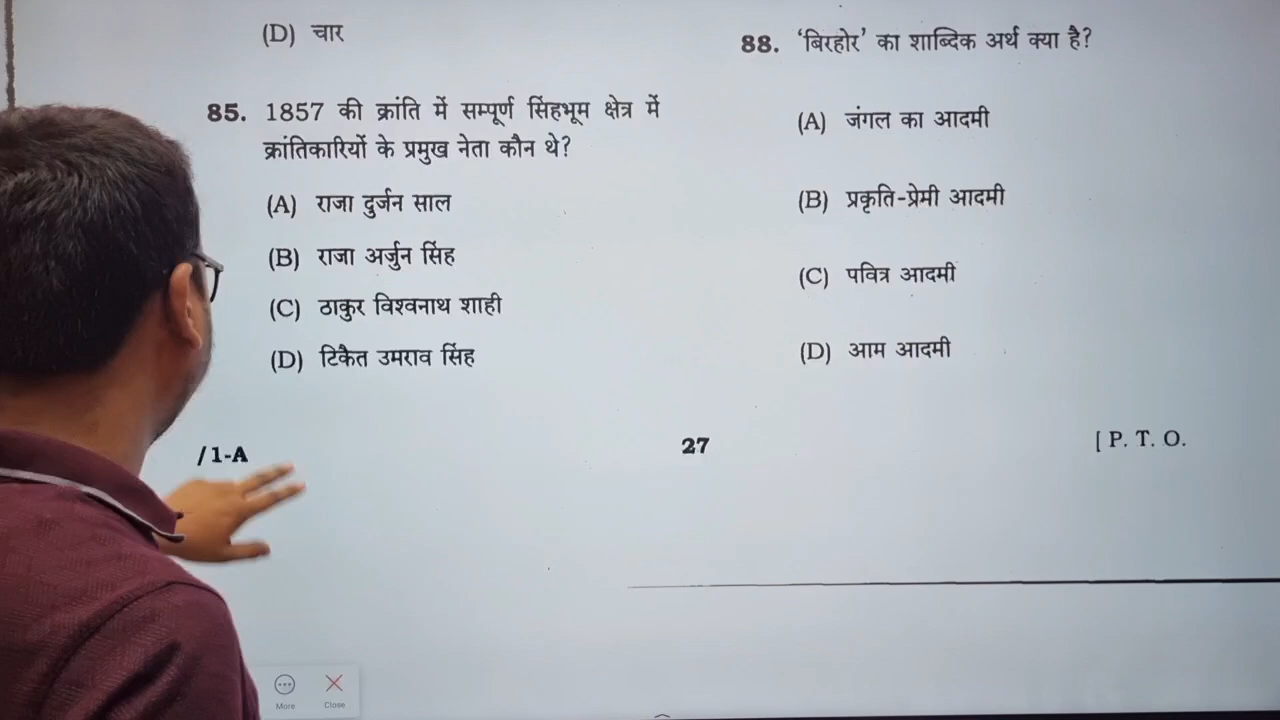 (D) चार
85. 1857 की क्रांति में सम्पूर्ण सिंहभूम क्षेत्र में
क्रांतिकारियों के प्रमुख नेता कौन थे?
(A) राजा दुर्जन साल
(B) राजा अर्जुन सिंह
(C) ठाकुर विश्वनाथ शाही
(D) टिकैत उमराव सिंह
/1-A
88. ‘बिरहोर’ का शाब्दिक अर्थ क्या है?
(A) जंगल का आदमी
(B) प्रकृति-प्रेमी आदमी
(C) पवित्र आदमी
(D) आम आदमी
27
[ P. T. O.
More
Close